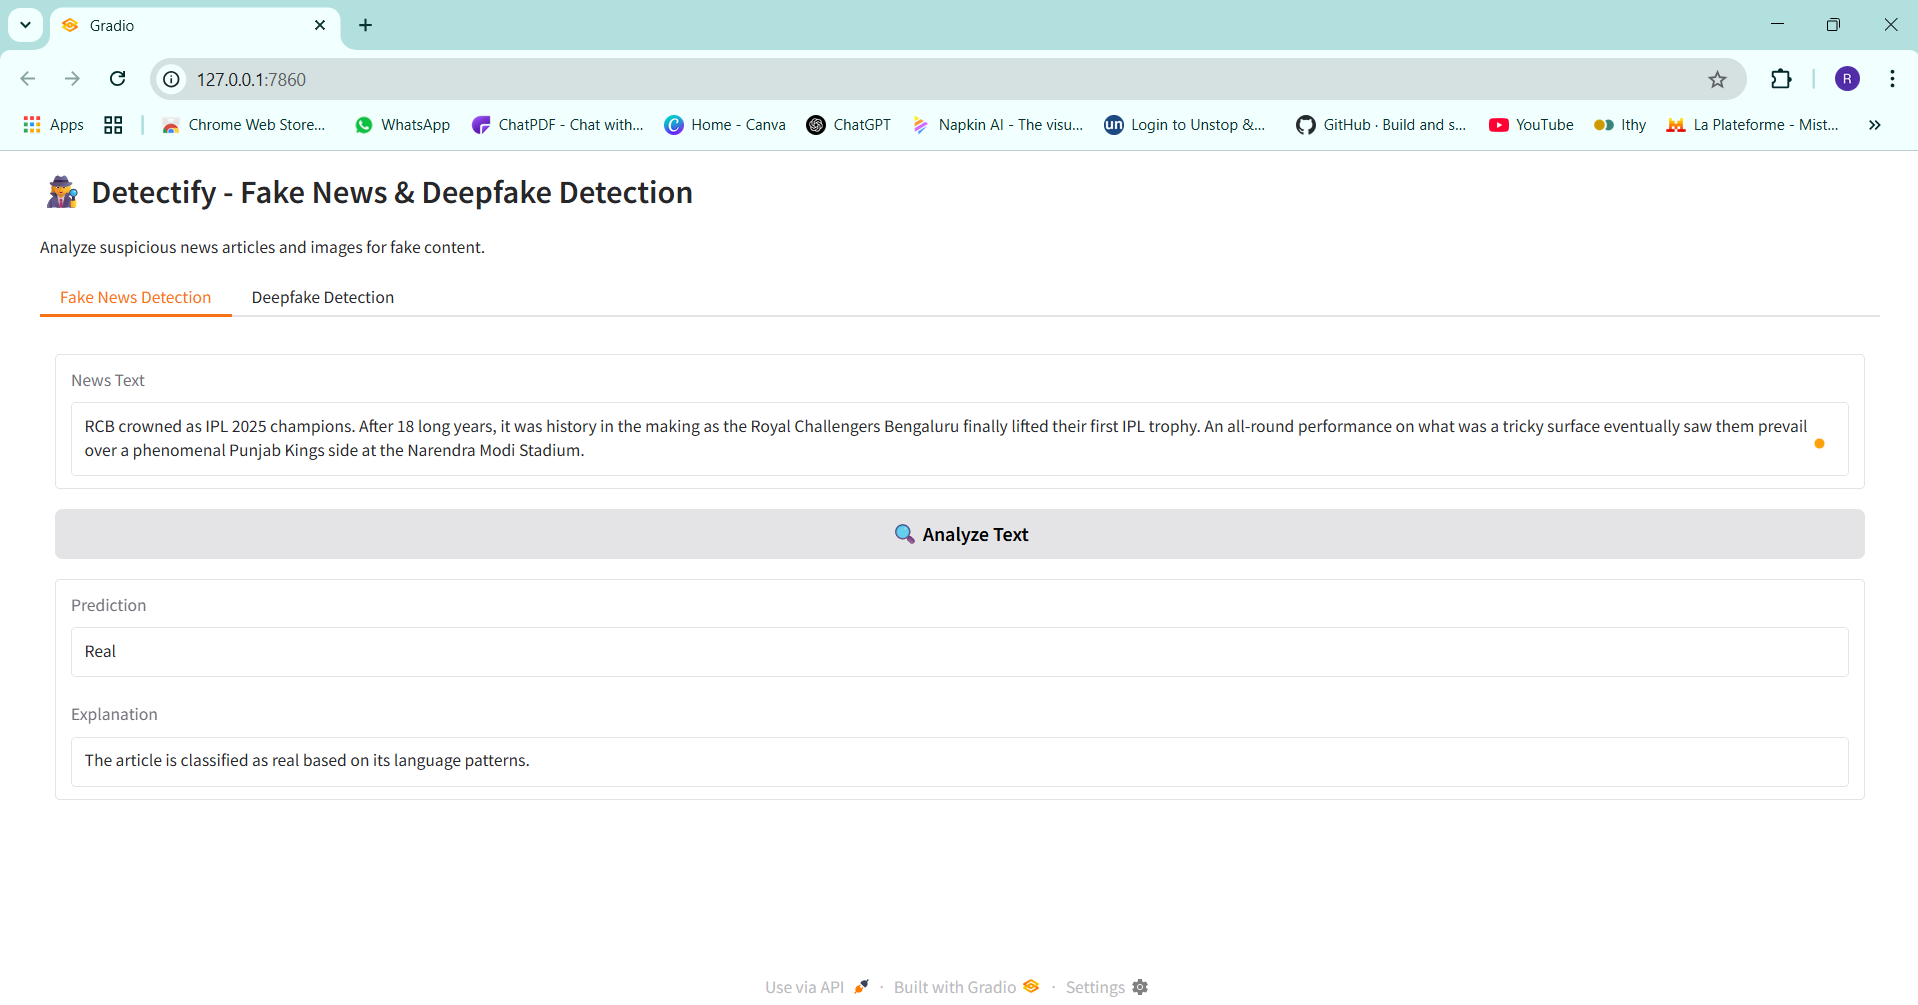 Gradio
127.0.0.1:7860
R
Apps
Chrome Web Store...
WhatsApp
ChatPDF - Chat with...
Home - Canva
ChatGPT
Napkin AI - The visu...
un Login to Unstop &...
GitHub · Build and s...
YouTube
Ithy
La Plateforme - Mist...
Detectify - Fake News & Deepfake Detection
Analyze suspicious news articles and images for fake content.
Fake News Detection
Deepfake Detection
News Text
RCB crowned as IPL 2025 champions. After 18 long years, it was history in the making as the Royal Challengers Bengaluru finally lifted their first IPL trophy. An all-round performance on what was a tricky surface eventually saw them prevail
over a phenomenal Punjab Kings side at the Narendra Modi Stadium.
Analyze Text
Prediction
Real
Explanation
The article is classified as real based on its language patterns.
Use via API · Built with Gradio · Settings